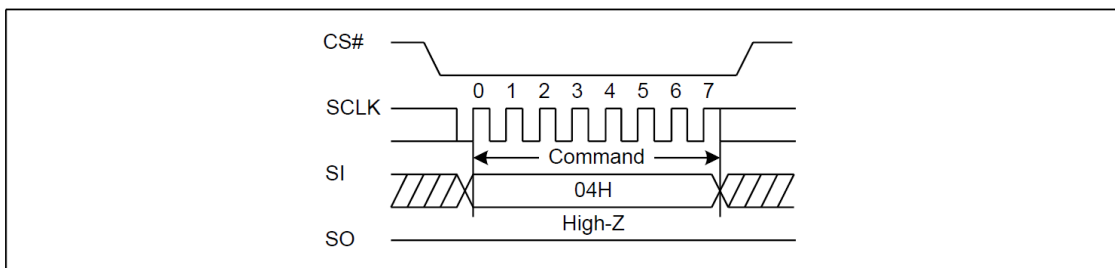 CS#
0 1 2 3 4 5 6 7
SCLK
Command
SI
04H
High-Z
SO